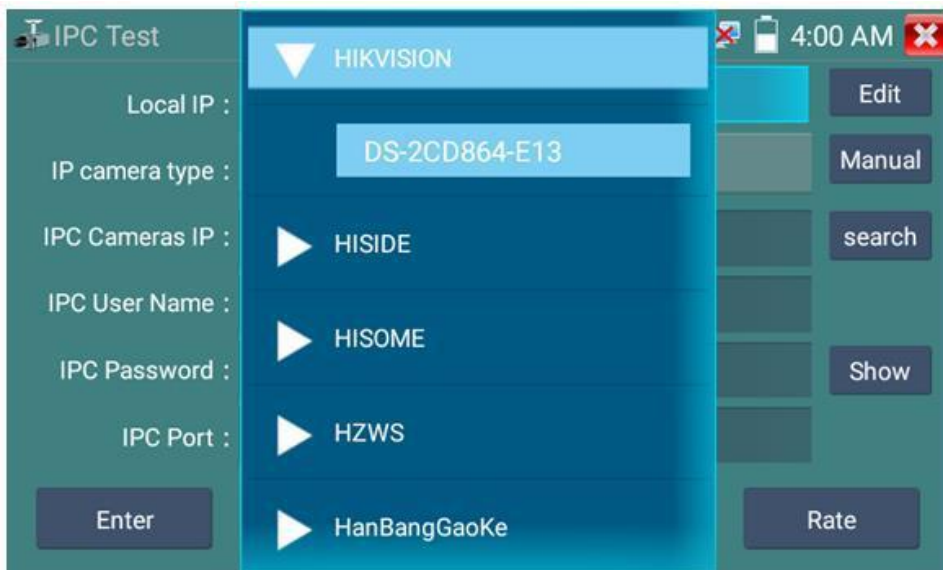 IPC Test
4:00 AM
HIKVISION
Local IP :
Edit
DS-2CD864-E13
IP camera type :
Manual
IPC Cameras IP :
HISIDE
search
IPC User Name :
HISOME
IPC Password :
Show
IPC Port :
HZWS
Enter
HanBangGaoKe
Rate